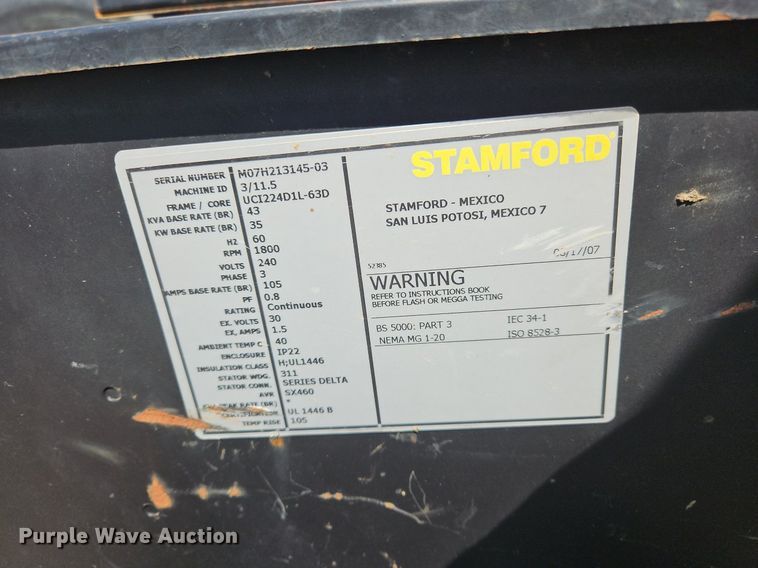 STAMFORD
SERIAL NUMBER M07H213145-03
MACHINE ID 3/11.5
FRAME / CORE UCI224D1L-63D
KVA BASE RATE (BR) 43
KW BASE RATE (BR) 35
HZ 60
RPM 1800
VOLTS 240
PHASE 3
AMPS BASE RATE (BR) 105
PF 0.8
RATING Continuous
EX. VOLTS 30
EX. AMPS 1.5
AMBIENT TEMP C 40
ENCLOSURE IP22
INSULATION CLASS H;UL1446
STATOR WDG. 311
STATOR CONN. SERIES DELTA
AVR SX460
RATE (BR) *
UL 1446 B
TEMP RISE 105
STAMFORD - MEXICO
SAN LUIS POTOSI, MEXICO 7
52385
/17/07
WARNING
REFER TO INSTRUCTIONS BOOK
BEFORE FLASH OR MEGGA TESTING
BS 5000: PART 3 IEC 34-1
NEMA MG 1-20 ISO 8528-3
Purple Wave Auction